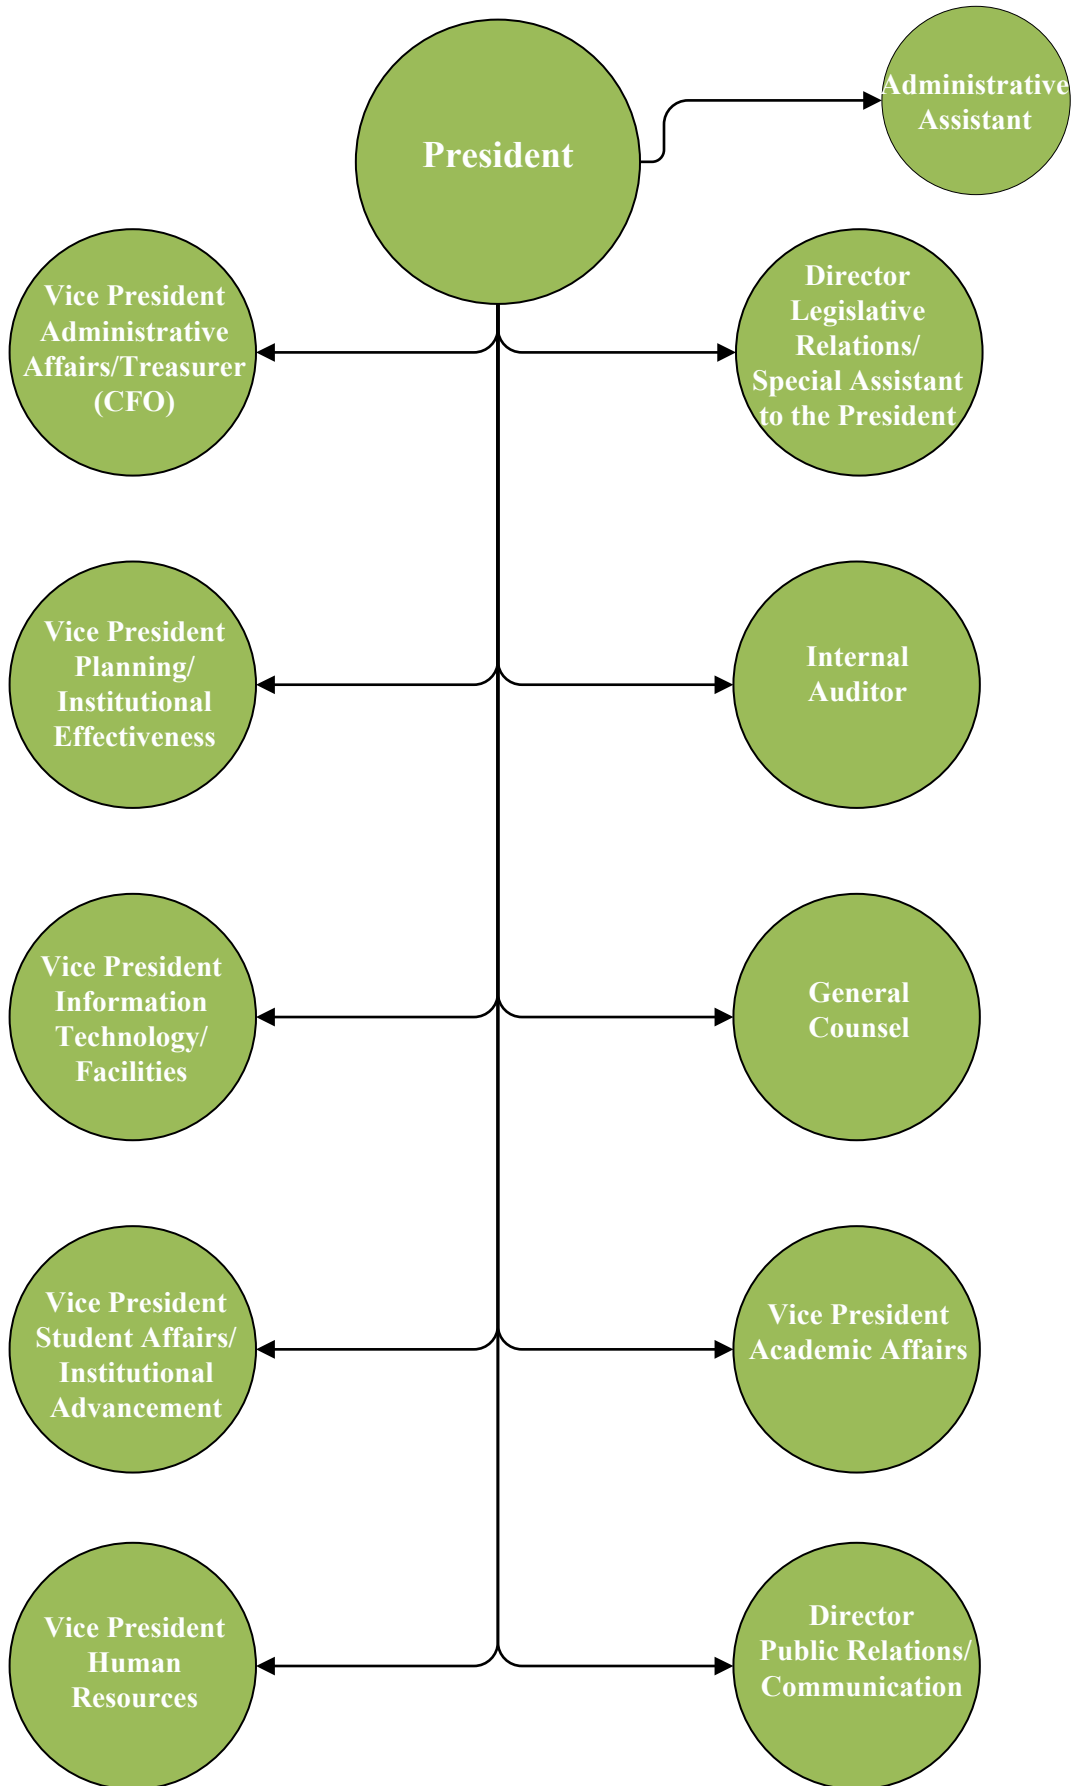 President
Administrative
Assistant
Vice President
Administrative
Affairs/Treasurer
(CFO)
Director
Legislative
Relations/
Special Assistant
to the President
Vice President
Planning/
Institutional
Effectiveness
Internal
Auditor
Vice President
Information
Technology/
Facilities
General
Counsel
Vice President
Student Affairs/
Institutional
Advancement
Vice President
Academic Affairs
Vice President
Human
Resources
Director
Public Relations/
Communication